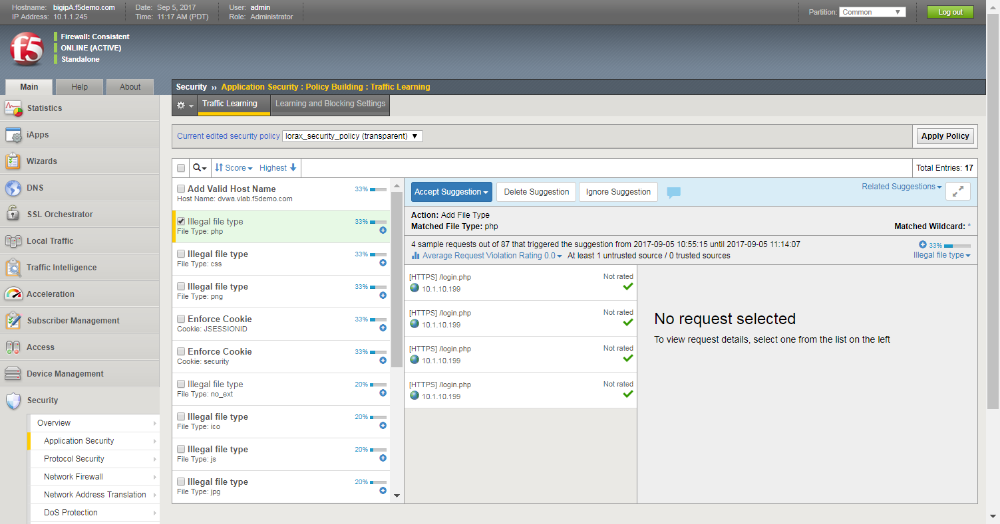 Hostname: bigipA.f5demo.com
IP Address: 10.1.1.245
Date: Sep 5, 2017
Time: 11:17 AM (PDT)
User: admin
Role: Administrator
Partition: Common
Log out
f5
Firewall: Consistent
ONLINE (ACTIVE)
Standalone
Main
Help
About
Security ›› Application Security : Policy Building : Traffic Learning
Traffic Learning
Learning and Blocking Settings
Statistics
iApps
Wizards
DNS
SSL Orchestrator
Local Traffic
Traffic Intelligence
Acceleration
Subscriber Management
Access
Device Management
Security
Overview
Application Security
Protocol Security
Network Firewall
Network Address Translation
DoS Protection
Current edited security policy lorax_security_policy (transparent)
Apply Policy
Score
Highest
Total Entries: 17
Add Valid Host Name 33%
Host Name: dvwa.vlab.f5demo.com
Illegal file type 33%
File Type: php
Illegal file type 33%
File Type: css
Illegal file type 33%
File Type: png
Enforce Cookie 33%
Cookie: JSESSIONID
Enforce Cookie 33%
Cookie: security
Illegal file type 20%
File Type: no_ext
Illegal file type 20%
File Type: ico
Illegal file type 20%
File Type: js
Illegal file type 20%
File Type: jpg
Accept Suggestion
Delete Suggestion
Ignore Suggestion
Related Suggestions
Action: Add File Type
Matched File Type: php
Matched Wildcard: *
4 sample requests out of 87 that triggered the suggestion from 2017-09-05 10:55:15 until 2017-09-05 11:14:07
33%
Average Request Violation Rating 0.0 At least 1 untrusted source / 0 trusted sources
Illegal file type
[HTTPS] /login.php Not rated
10.1.10.199
[HTTPS] /login.php Not rated
10.1.10.199
[HTTPS] /login.php Not rated
10.1.10.199
[HTTPS] /login.php Not rated
10.1.10.199
No request selected
To view request details, select one from the list on the left